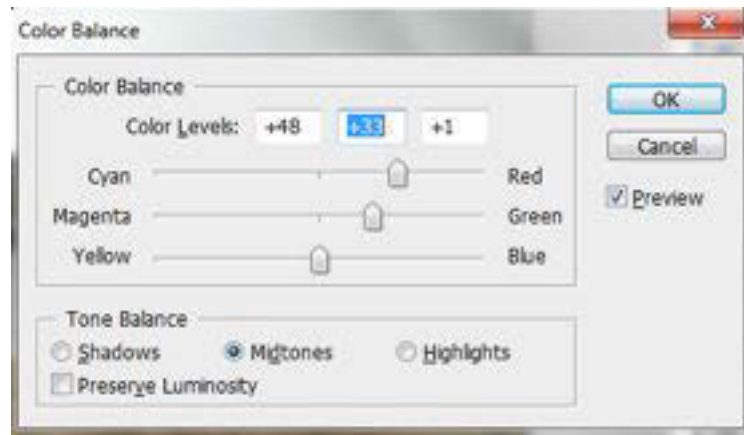 Color Balance
Color Balance
OK
Color Levels: +48 +33 +1
Cancel
Cyan Red
Preview
Magenta Green
Yellow Blue
Tone Balance
Shadows Midtones Highlights
Preserve Luminosity